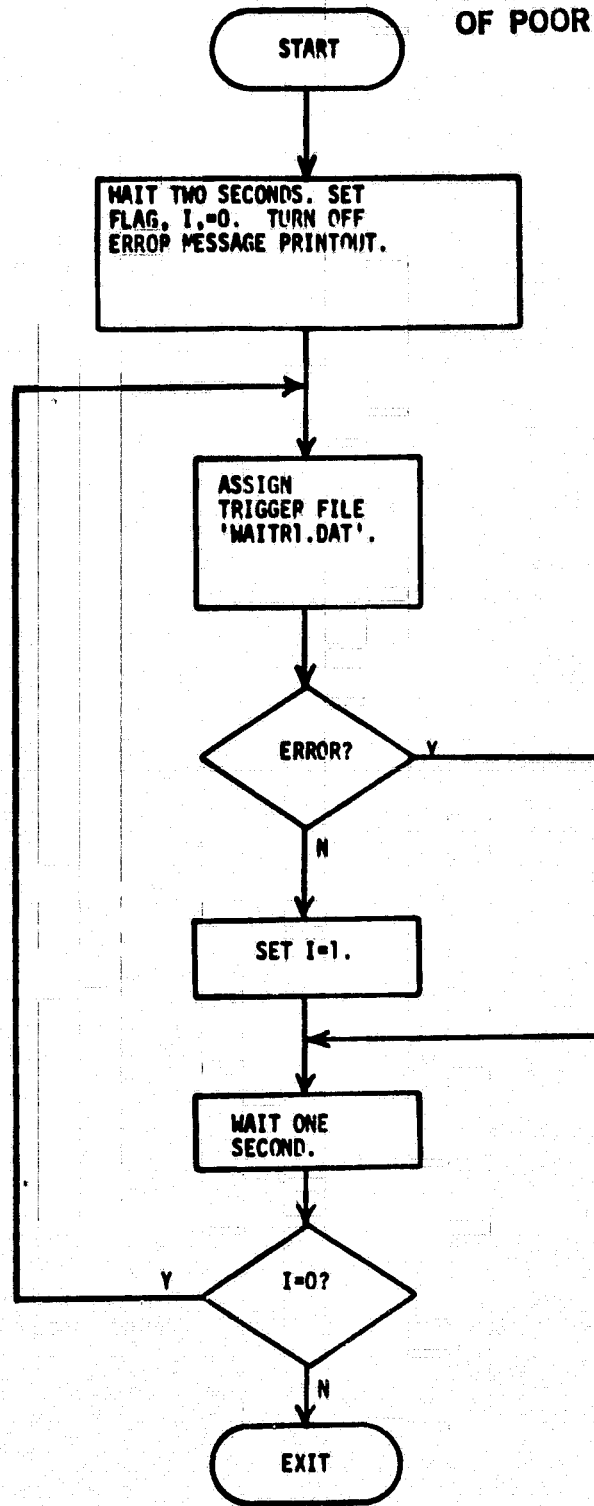 OF POOR
START
WAIT TWO SECONDS. SET
FLAG, I,=0. TURN OFF
ERROR MESSAGE PRINTOUT.
ASSIGN
TRIGGER FILE
'WAITR1.DAT'.
ERROR?
Y
N
SET I=1.
WAIT ONE
SECOND.
I=0?
Y
N
EXIT